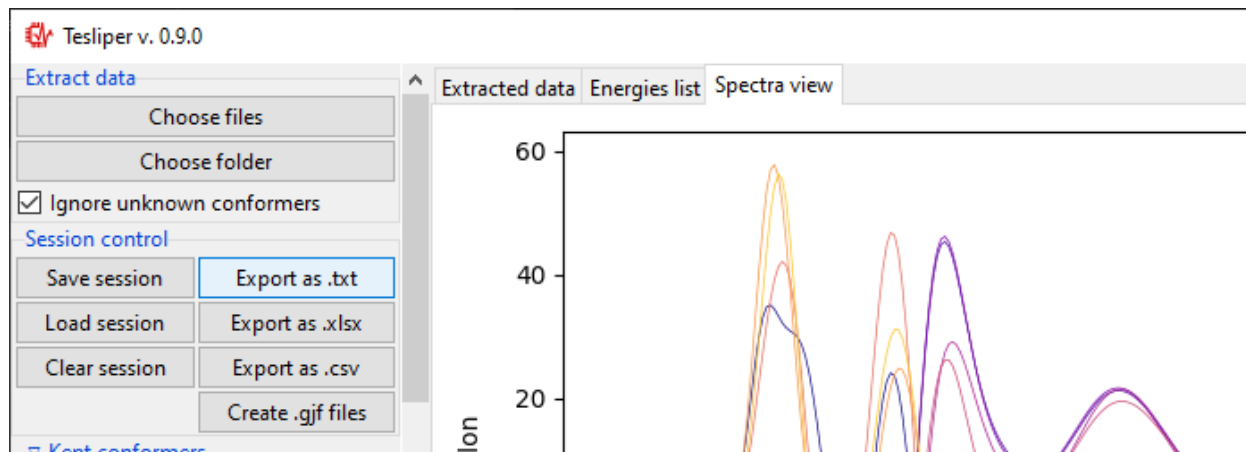 Tesliper v. 0.9.0
Extract data
Choose files
Choose folder
Ignore unknown conformers
Session control
Save session
Export as .txt
Load session
Export as .xlsx
Clear session
Export as .csv
Create .gjf files
Kept conformers
Extracted data
Energies list
Spectra view
60
40
20